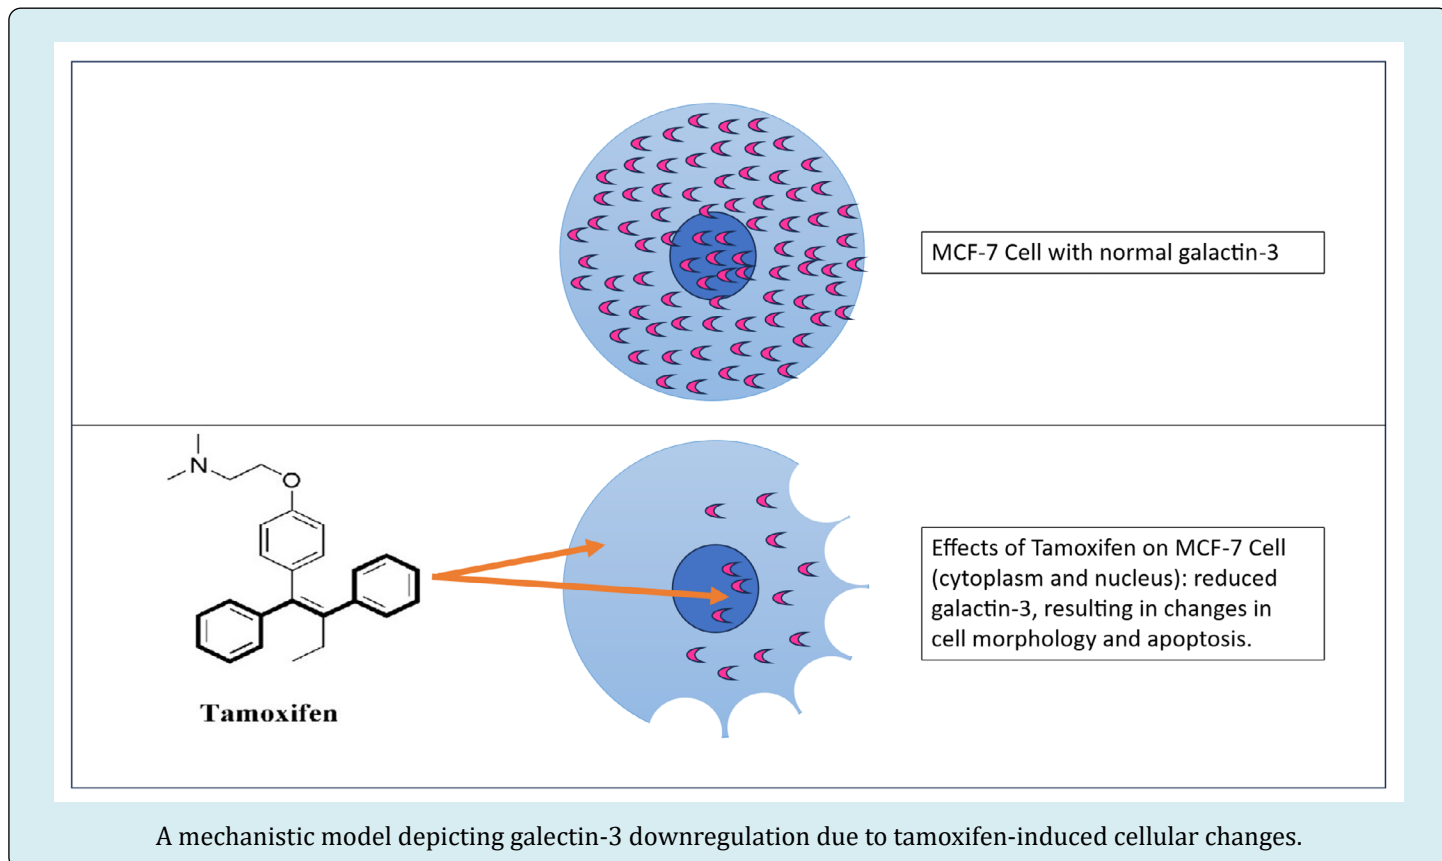 MCF-7 Cell with normal galactin-3
N
O
Tamoxifen
Effects of Tamoxifen on MCF-7 Cell
(cytoplasm and nucleus): reduced
galactin-3, resulting in changes in
cell morphology and apoptosis.
A mechanistic model depicting galectin-3 downregulation due to tamoxifen-induced cellular changes.